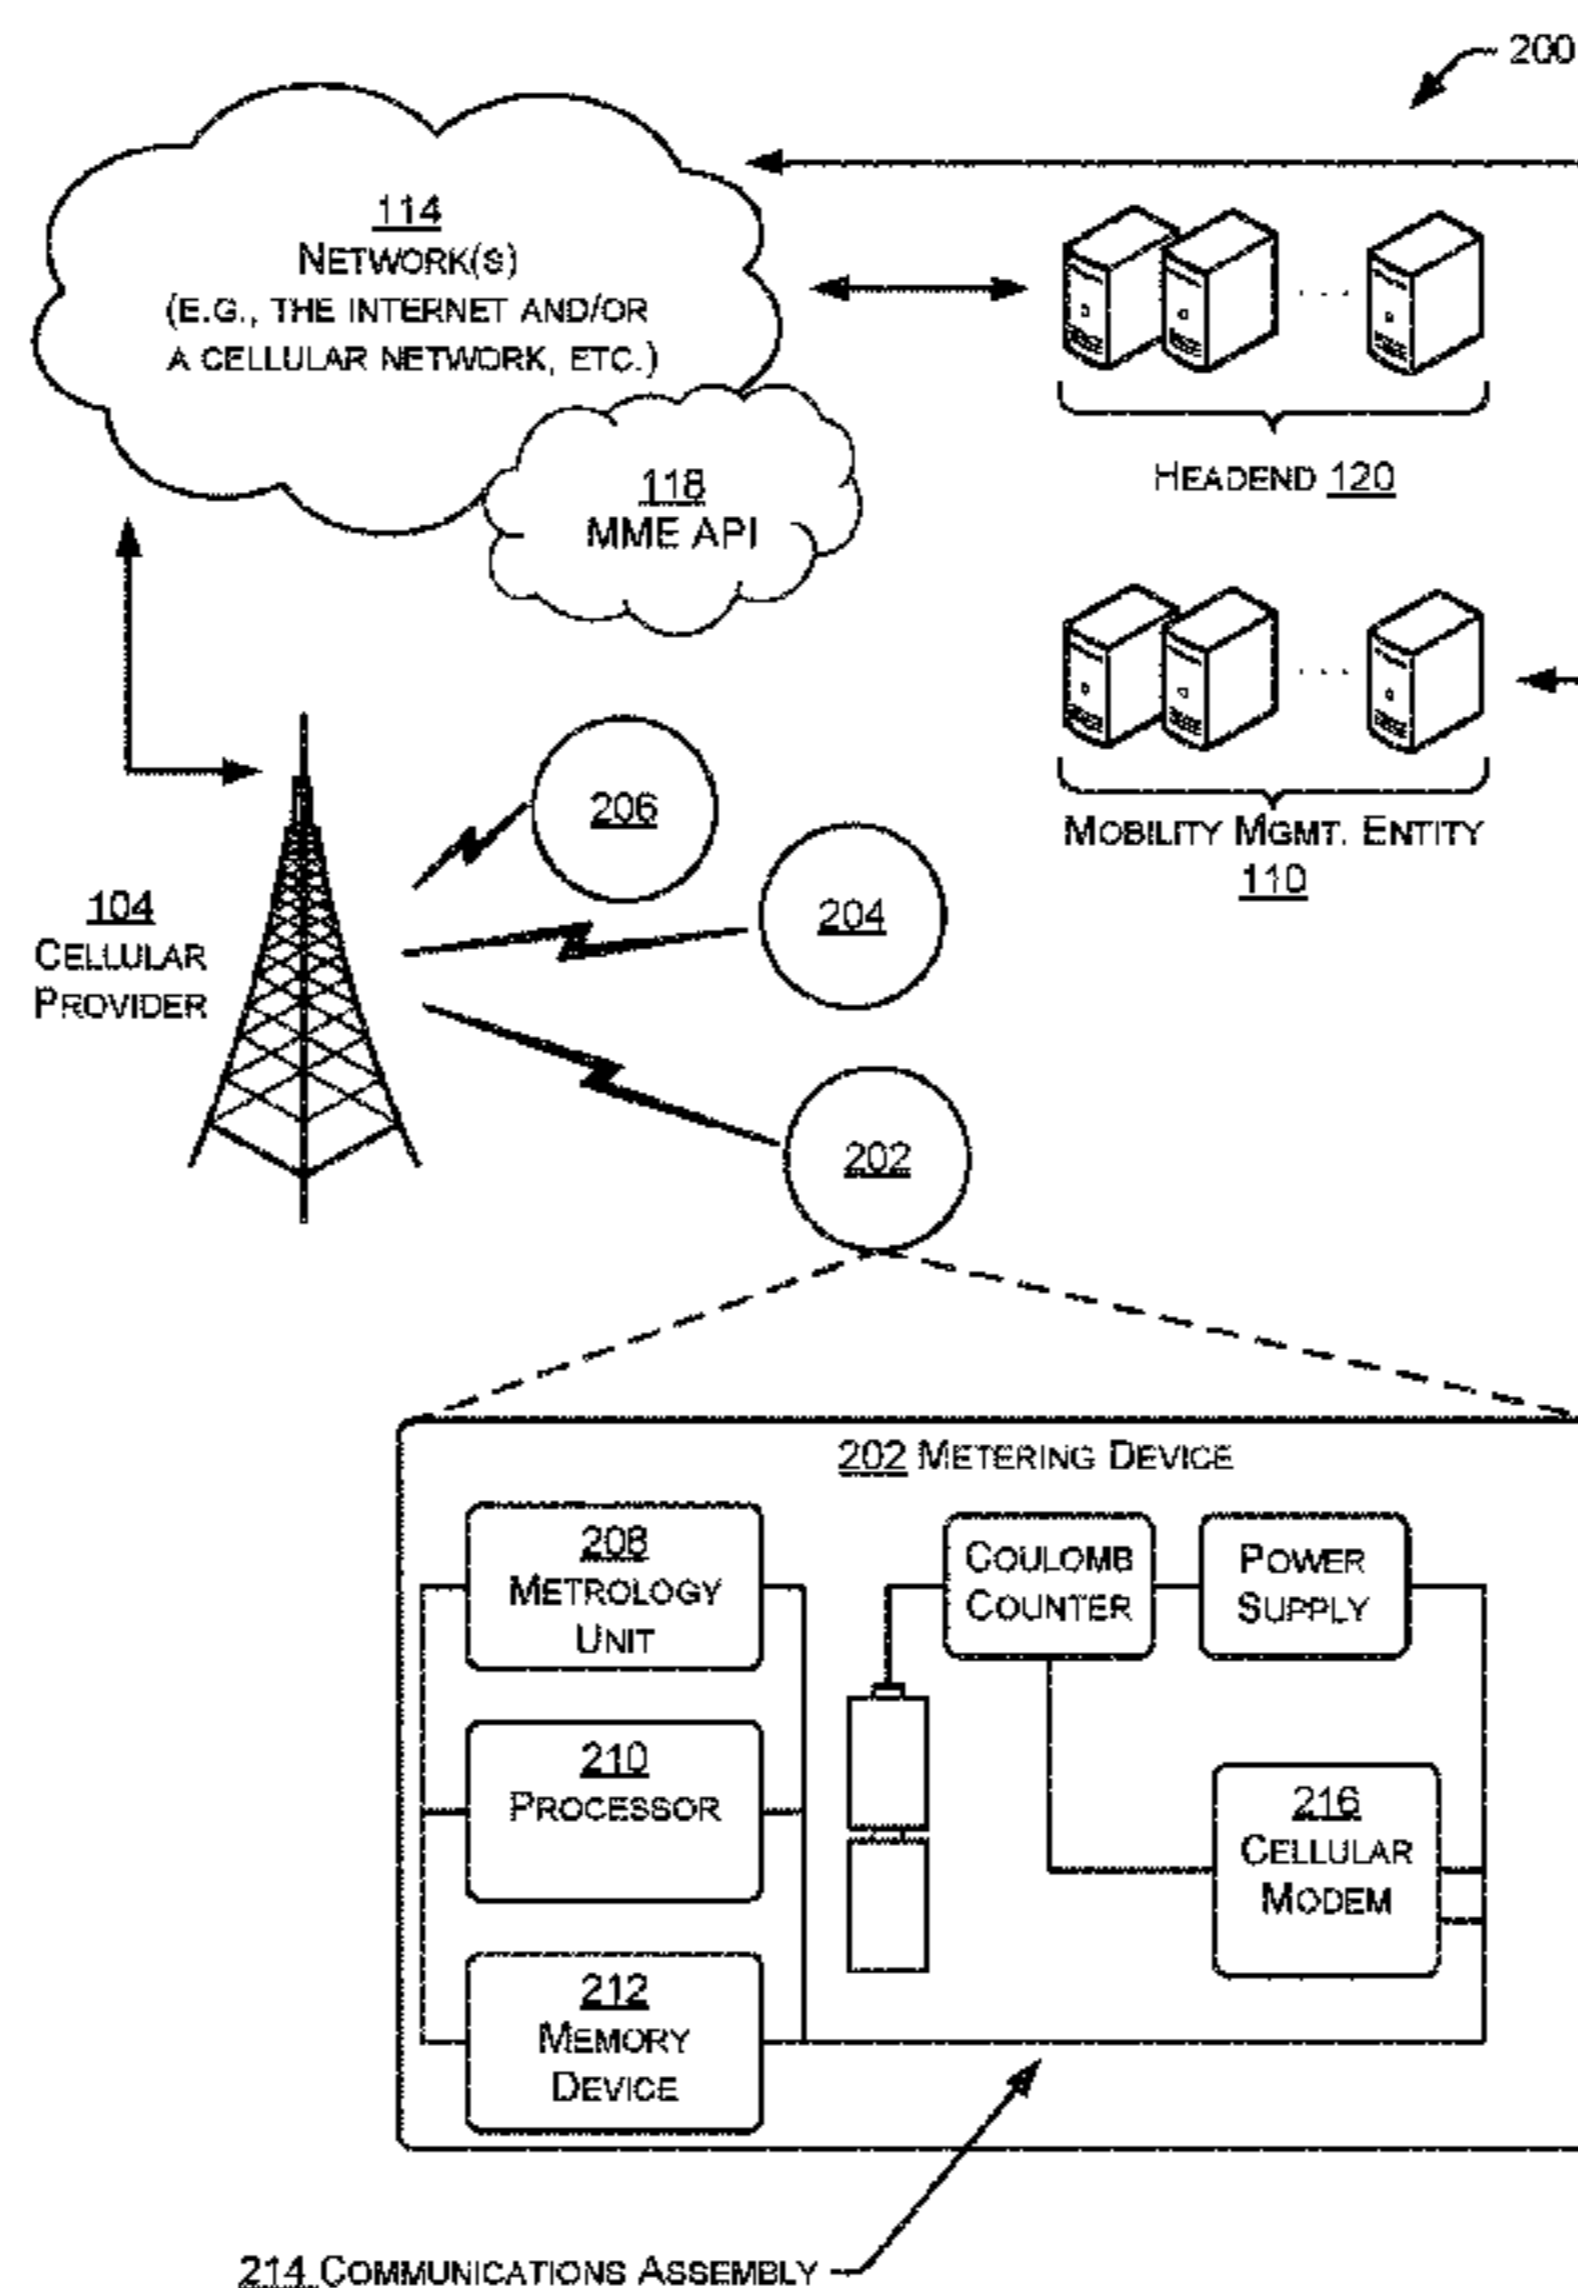 200
114
NETWORK(S)
(E.G., THE INTERNET AND/OR
A CELLULAR NETWORK, ETC.)
118
MME API
HEADEND 120
MOBILITY MGMT. ENTITY
110
104
CELLULAR
PROVIDER
206
204
202
202 METERING DEVICE
208
METROLOGY
UNIT
COULOMB
COUNTER
POWER
SUPPLY
210
PROCESSOR
216
CELLULAR
MODEM
212
MEMORY
DEVICE
214 COMMUNICATIONS ASSEMBLY